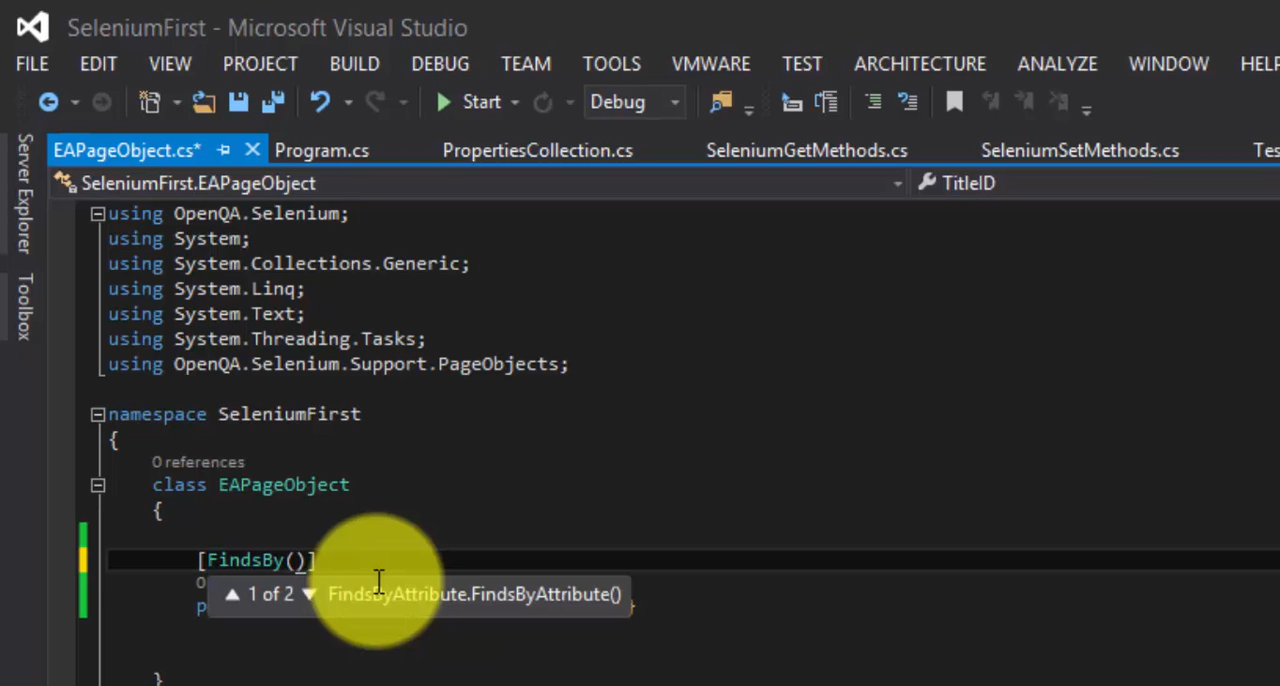 SeleniumFirst - Microsoft Visual Studio
FILE EDIT VIEW PROJECT BUILD DEBUG TEAM TOOLS VMWARE TEST ARCHITECTURE ANALYZE WINDOW HELP
Start Debug
Server Explorer
Toolbox
EAPageObject.cs* Program.cs PropertiesCollection.cs SeleniumGetMethods.cs SeleniumSetMethods.cs Tes
SeleniumFirst.EAPageObject TitleID
using OpenQA.Selenium;
using System;
using System.Collections.Generic;
using System.Linq;
using System.Text;
using System.Threading.Tasks;
using OpenQA.Selenium.Support.PageObjects;
namespace SeleniumFirst
{
0 references
class EAPageObject
{
[FindsBy()]
0
▲ 1 of 2 ▼ FindsByAttribute.FindsByAttribute()
p }
}